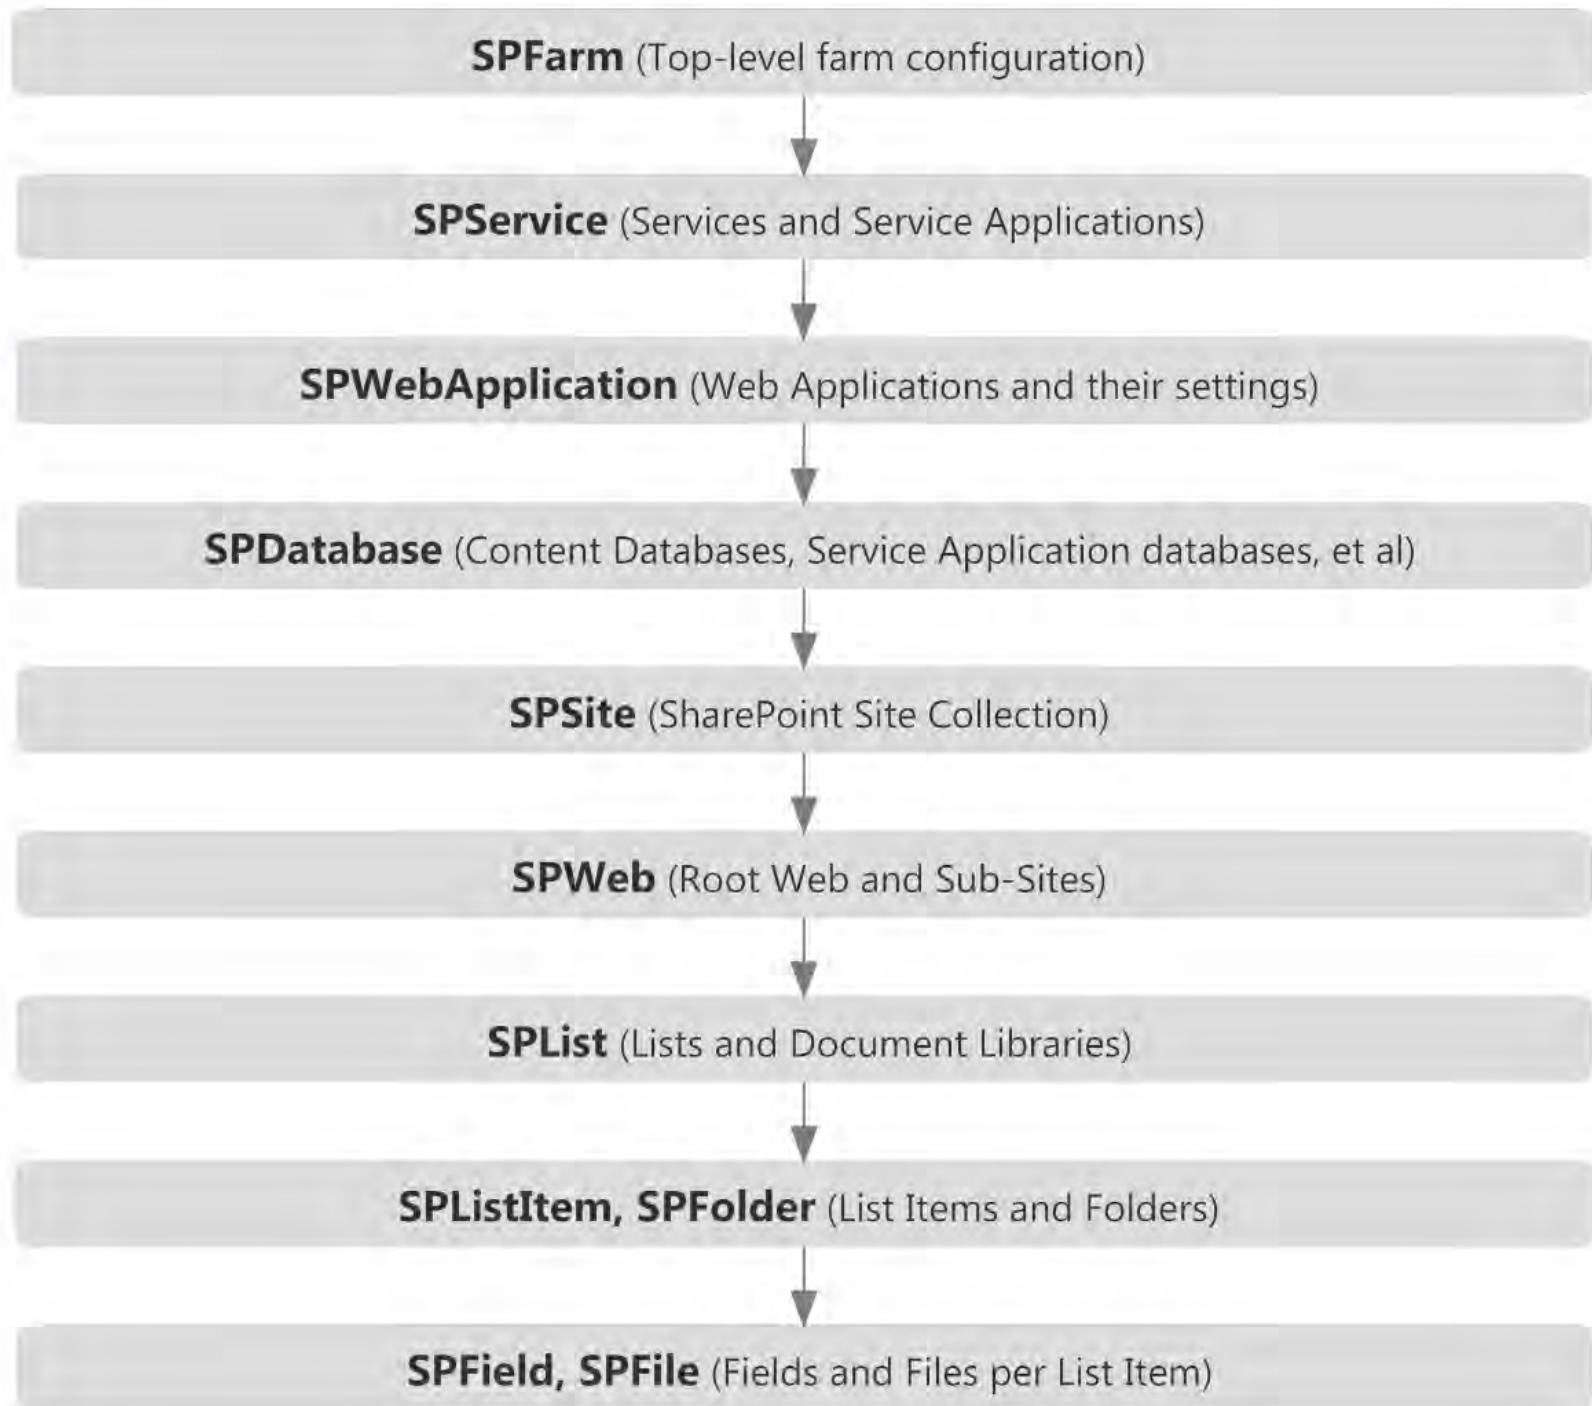 SPFarm (Top-level farm configuration)
SPService (Services and Service Applications)
SPWebApplication (Web Applications and their settings)
SPDatabase (Content Databases, Service Application databases, et al)
SPSite (SharePoint Site Collection)
SPWeb (Root Web and Sub-Sites)
SPList (Lists and Document Libraries)
SPListItem, SPFolder (List Items and Folders)
SPField, SPFile (Fields and Files per List Item)